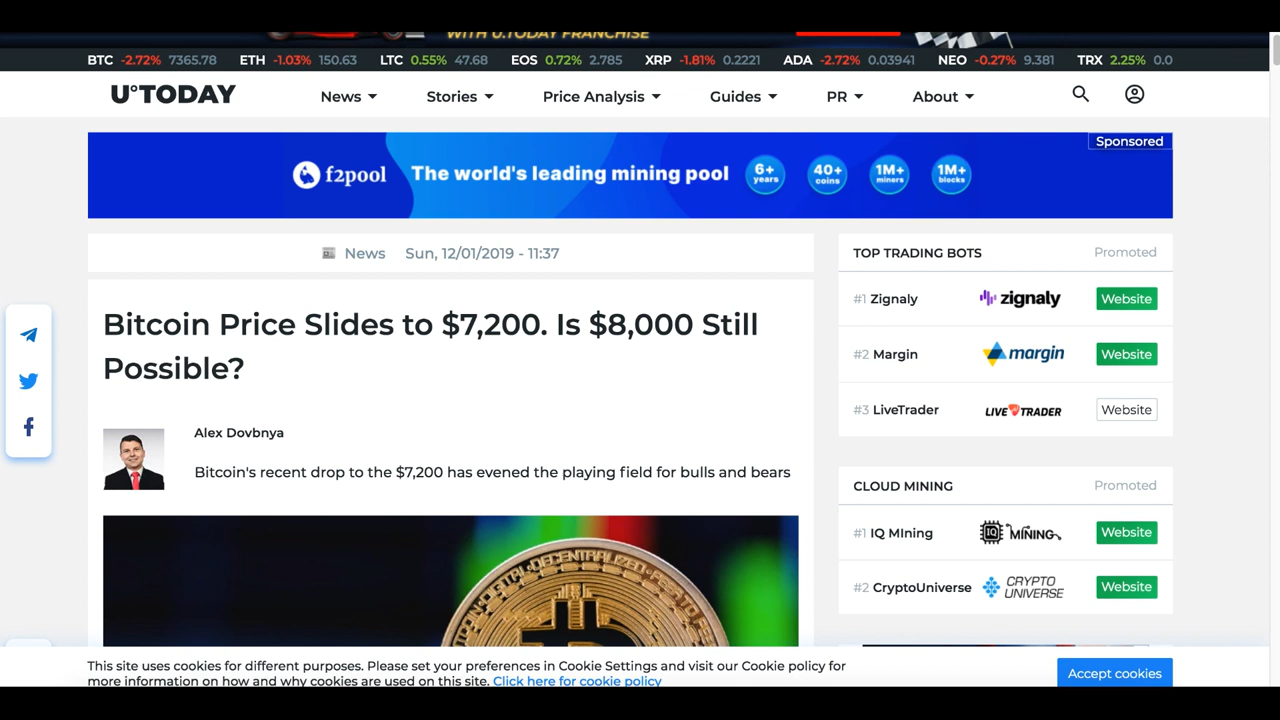 WITH U.TODAY FRANCHISE
BTC -2.72% 7365.78 ETH -1.03% 150.63 LTC 0.55% 47.68 EOS 0.72% 2.785 XRP -1.81% 0.2221 ADA -2.72% 0.03941 NEO -0.27% 9.381 TRX 2.25% 0.0
U°TODAY News Stories Price Analysis Guides PR About
Sponsored
f2pool The world's leading mining pool 6+ years 40+ coins 1M+ miners 1M+ blocks
News Sun, 12/01/2019 - 11:37
Bitcoin Price Slides to $7,200. Is $8,000 Still
Possible?
Alex Dovbnya
Bitcoin's recent drop to the $7,200 has evened the playing field for bulls and bears
TOP TRADING BOTS Promoted
#1 Zignaly zignaly Website
#2 Margin margin Website
#3 LiveTrader LIVE TRADER Website
CLOUD MINING Promoted
#1 IQ MIning IQ MINING Website
#2 CryptoUniverse CRYPTO UNIVERSE Website
DIGITAL DECENTRALIZED
This site uses cookies for different purposes. Please set your preferences in Cookie Settings and visit our Cookie policy for
more information on how and why cookies are used on this site. Click here for cookie policy
Accept cookies